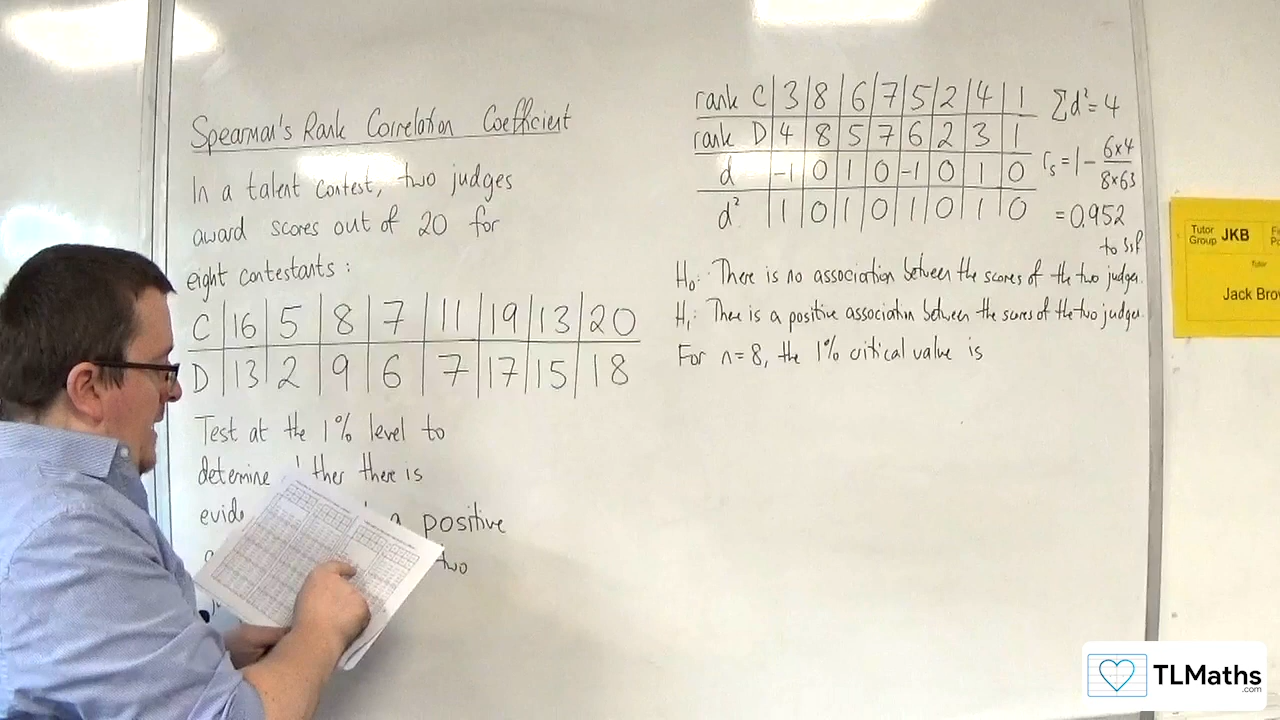 Spearman's Rank Correlation Coefficient
In a talent contest, two judges
award scores out of 20 for
eight contestants :
C 16 5 8 7 11 19 13 20
D 13 2 9 6 7 17 15 18
Test at the 1% level to
determine ther there is
evide a positive
two
rank C 3 8 6 7 5 2 4 1
rank D 4 8 5 7 6 2 3 1
d -1 0 1 0 -1 0 1 0
d² 1 0 1 0 1 0 1 0
Σd² = 4
rₛ = 1 - 6×4/8×63
= 0.952
to 3sf
H₀: There is no association between the scores of the two judges.
H₁: There is a positive association between the scores of the two judges.
For n=8, the 1% critical value is
Tutor Group JKB
Tutor
Jack Brow
TLMaths
.com